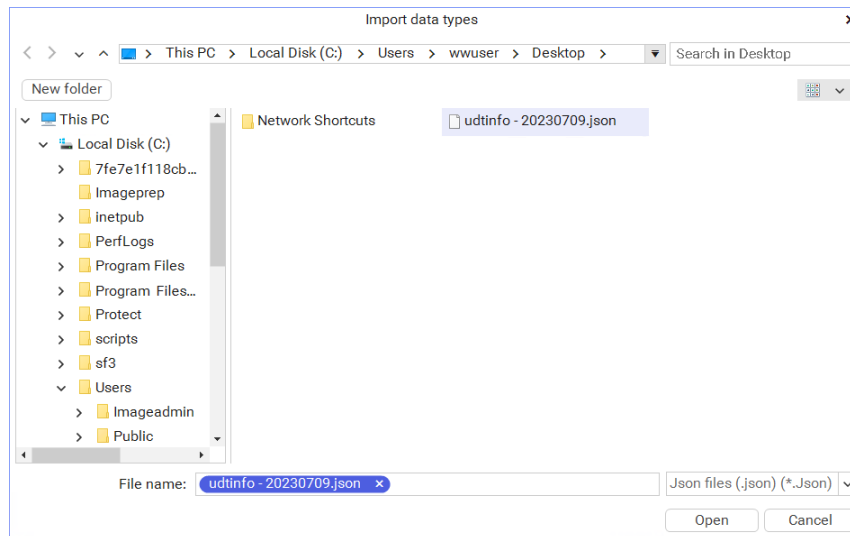 Import data types
This PC > Local Disk (C:) > Users > wwuser > Desktop >
Search in Desktop
New folder
This PC
Local Disk (C:)
7fe7e1f118cb...
Imageprep
inetpub
PerfLogs
Program Files
Program Files...
Protect
scripts
sf3
Users
Imageadmin
Public
Network Shortcuts
udtinfo - 20230709.json
File name:
udtinfo - 20230709.json
Json files (.json) (*.Json)
Open
Cancel